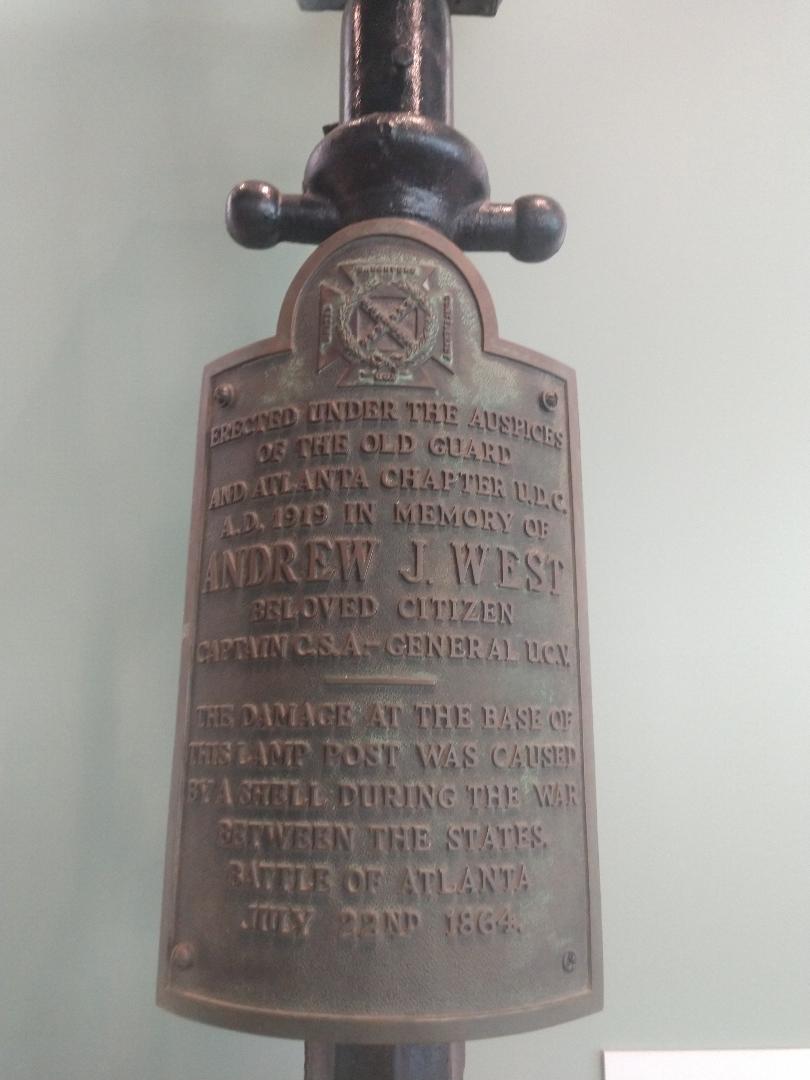 ERECTED UNDER THE AUSPICES
OF THE OLD GUARD
AND ATLANTA CHAPTER U.D.C.
A.D. 1919 IN MEMORY OF
ANDREW J. WEST
BELOVED CITIZEN
CAPTAIN C.S.A.- GENERAL U.C.V.
THE DAMAGE AT THE BASE OF
THIS LAMP POST WAS CAUSED
BY A SHELL DURING THE WAR
BETWEEN THE STATES.
BATTLE OF ATLANTA
JULY 22ND 1864.